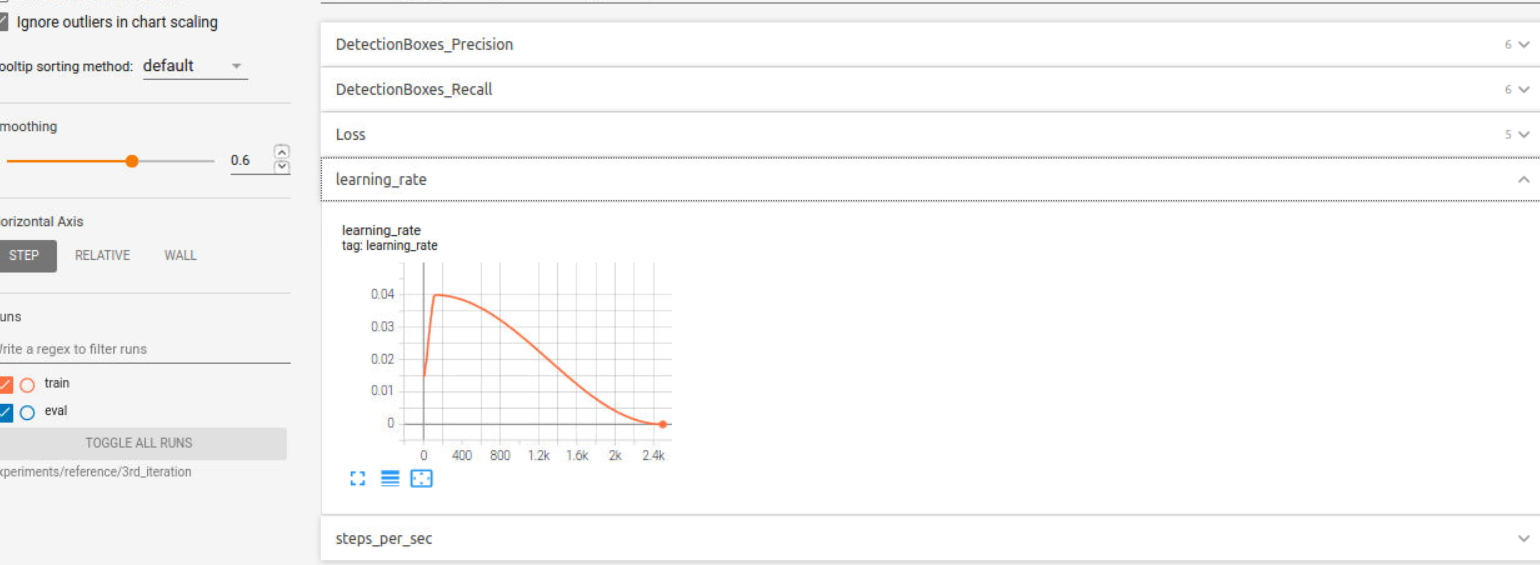 Ignore outliers in chart scaling
ooltip sorting method: default
moothing
0.6
orizontal Axis
STEP RELATIVE WALL
uns
rite a regex to filter runs
train
eval
TOGGLE ALL RUNS
xperiments/reference/3rd_iteration
DetectionBoxes_Precision 6
DetectionBoxes_Recall 6
Loss 5
learning_rate
learning_rate
tag: learning_rate
0.04
0.03
0.02
0.01
0
0 400 800 1.2k 1.6k 2k 2.4k
steps_per_sec